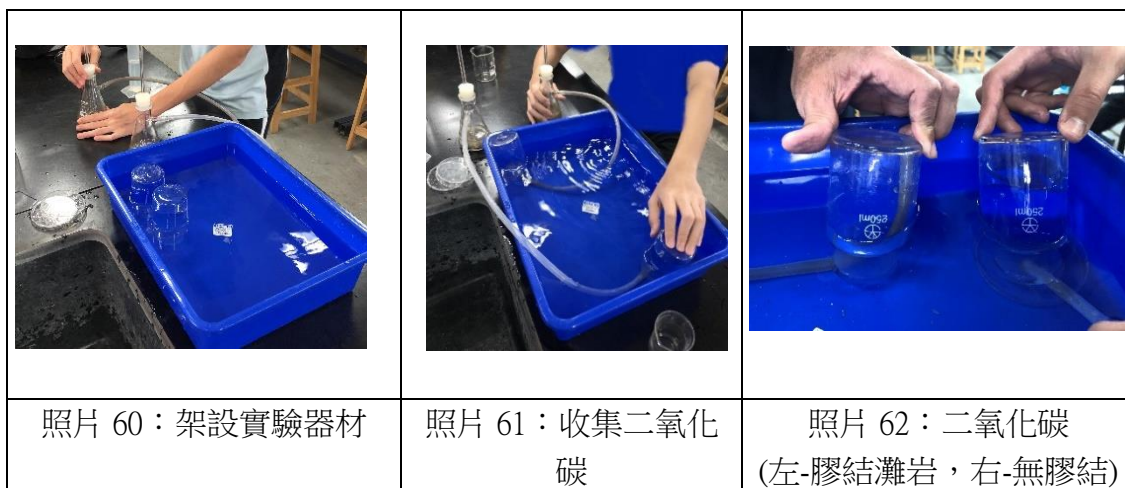 照片 60：架設實驗器材
照片 61：收集二氧化
碳
照片 62：二氧化碳
(左-膠結灘岩，右-無膠結)
250ml
250ml